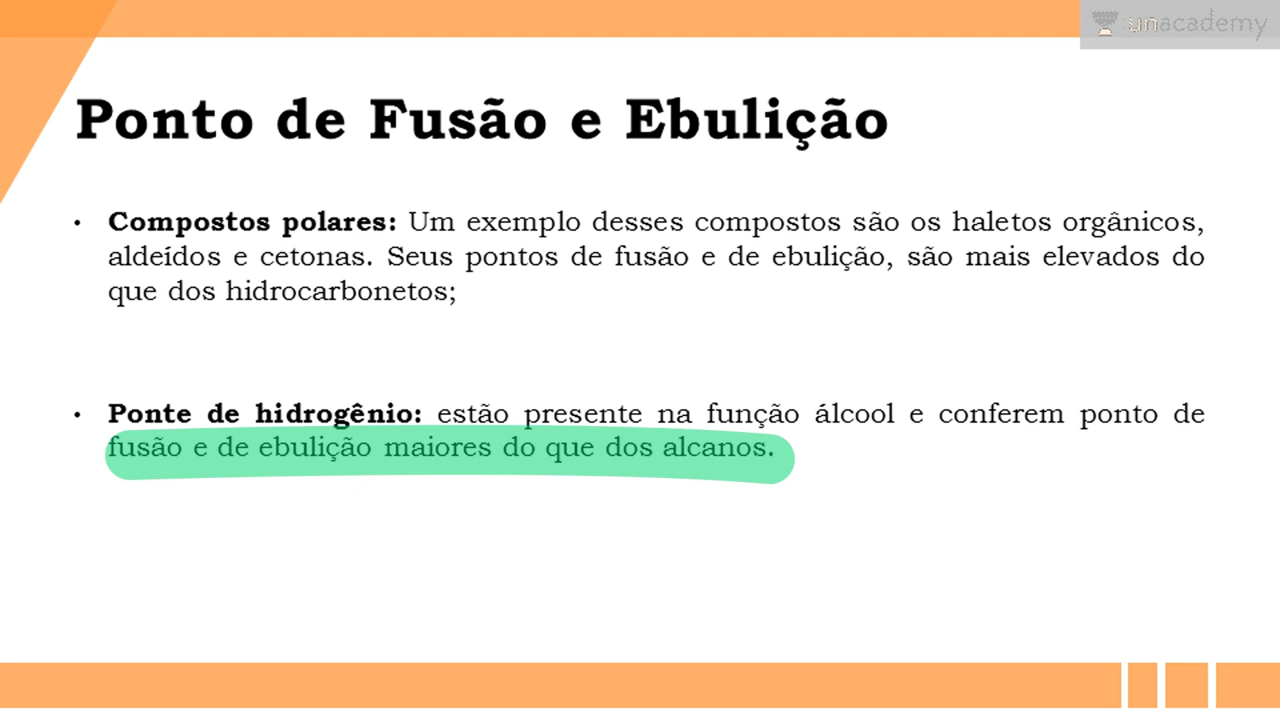 unacademy
Ponto de Fusão e Ebulição
• Compostos polares: Um exemplo desses compostos são os haletos orgânicos,
aldeídos e cetonas. Seus pontos de fusão e de ebulição, são mais elevados do
que dos hidrocarbonetos;
• Ponte de hidrogênio: estão presente na função álcool e conferem ponto de
fusão e de ebulição maiores do que dos alcanos.